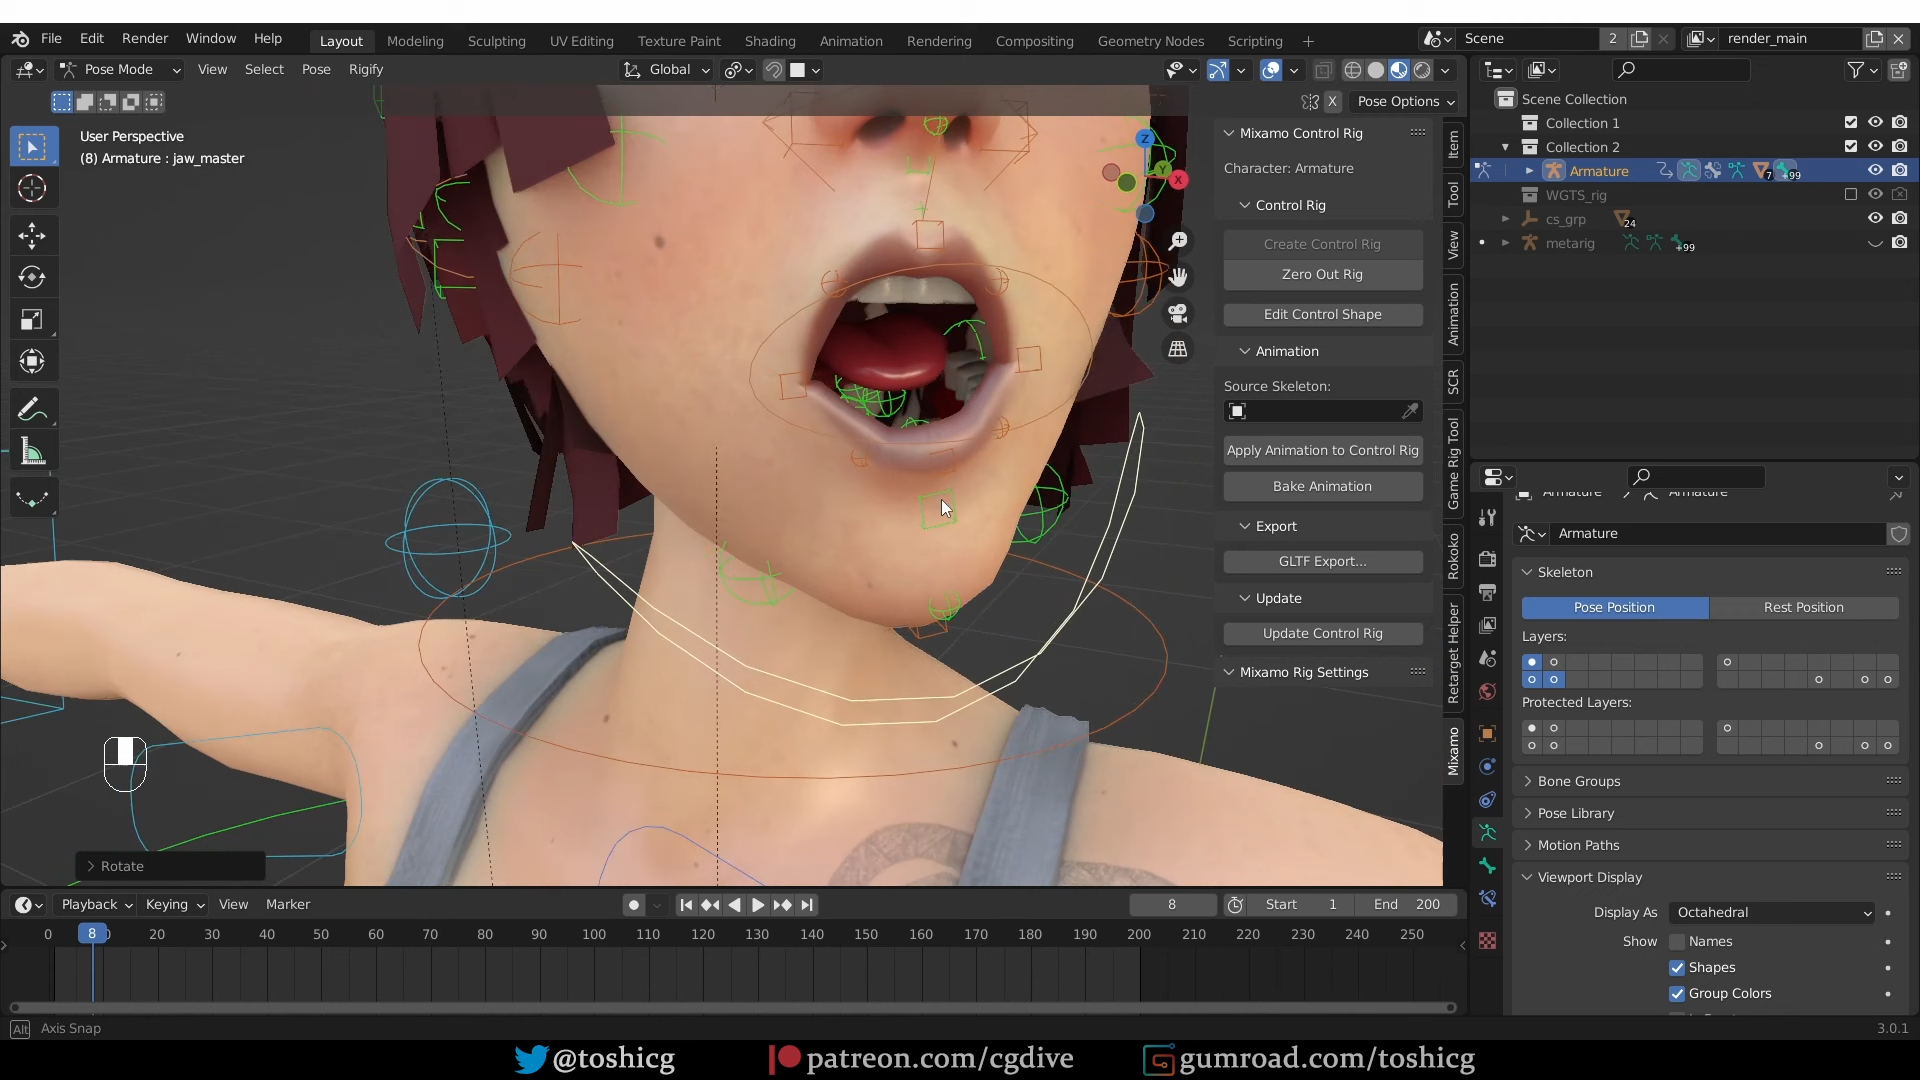 File Edit Render Window Help Layout Modeling Sculpting UV Editing Texture Paint Shading Animation Rendering Compositing Geometry Nodes Scripting + Scene 2 render_main
Pose Mode View Select Pose Rigify Global
X Pose Options
User Perspective
(8) Armature : jaw_master
Z
Y
X
Mixamo Control Rig
Character: Armature
Control Rig
Create Control Rig
Zero Out Rig
Edit Control Shape
Animation
Source Skeleton:
Apply Animation to Control Rig
Bake Animation
Export
GLTF Export...
Update
Update Control Rig
Mixamo Rig Settings
Item
Tool
View
Animation
SCR
Game Rig Tool
Rokoko
Retarget Helper
Mixamo
Scene Collection
Collection 1
Collection 2
Armature 7 +99
WGTS_rig
cs_grp 24
metarig +99
Armature Armature
Armature
Skeleton
Pose Position Rest Position
Layers:
Protected Layers:
Bone Groups
Pose Library
Motion Paths
Viewport Display
Display As Octahedral
Show Names
Shapes
Group Colors
Rotate
Playback Keying View Marker 8 Start 1 End 200
0 8 20 30 40 50 60 70 80 90 100 110 120 130 140 150 160 170 180 190 200 210 220 230 240 250
Alt Axis Snap 3.0.1
@toshicg patreon.com/cgdive gumroad.com/toshicg